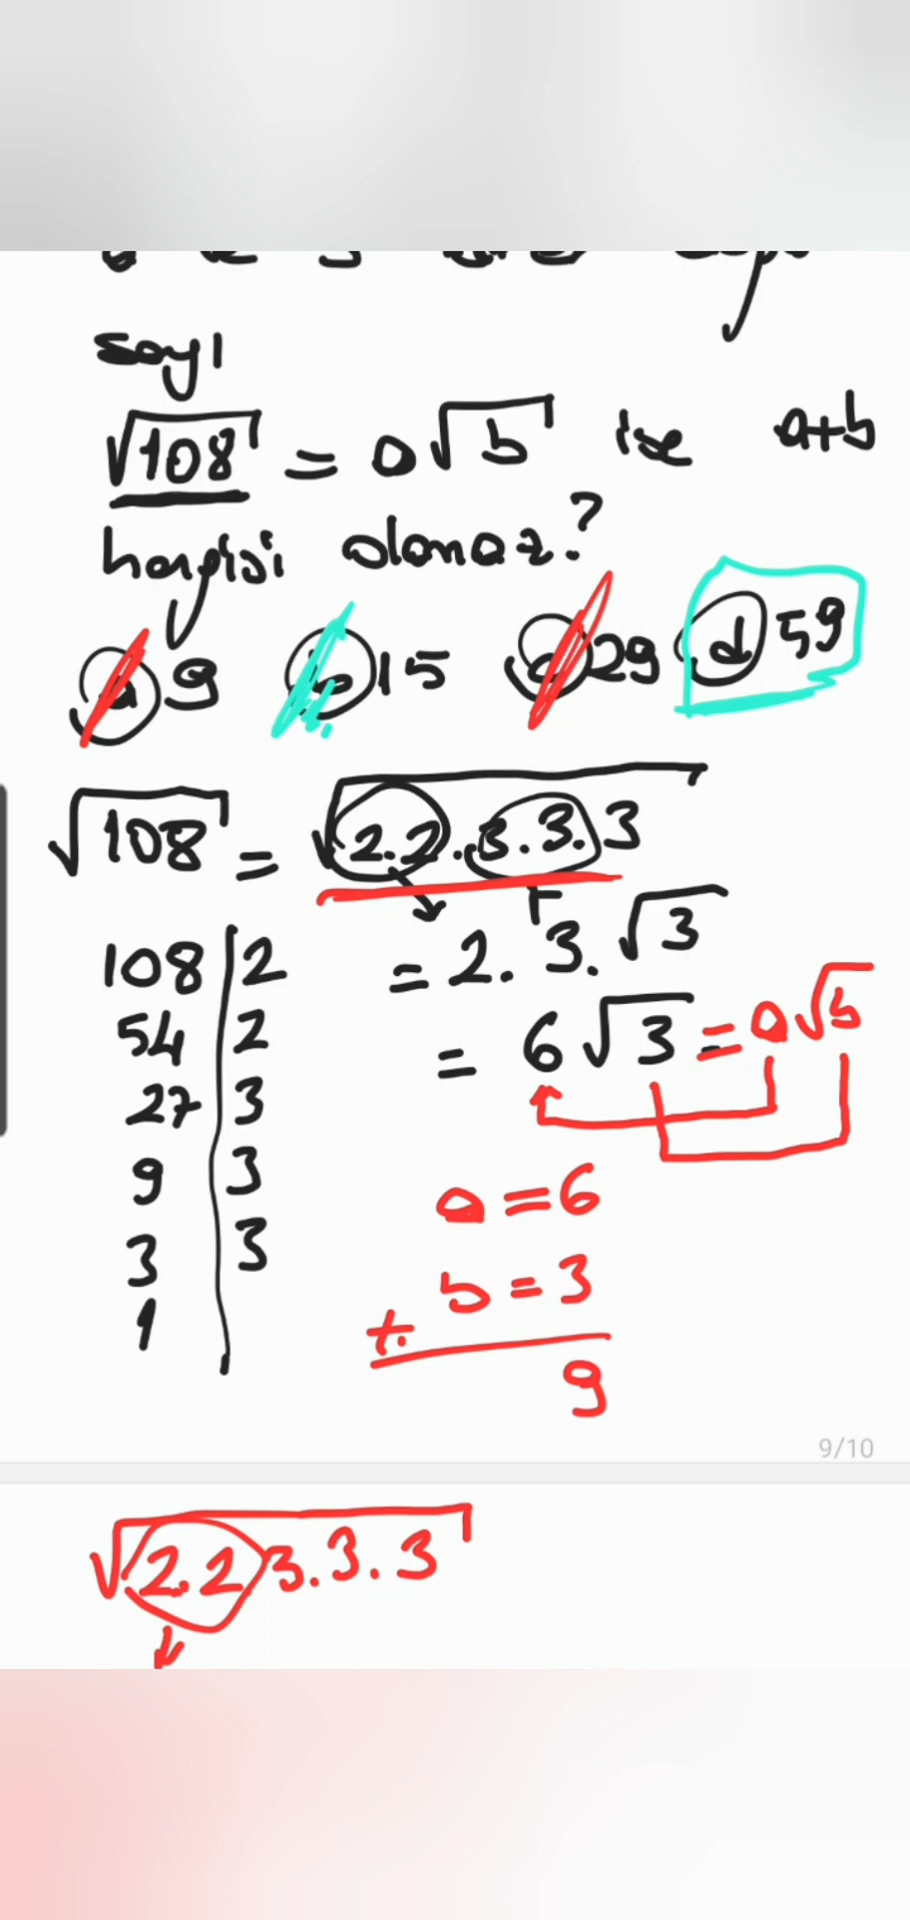 sayı
√108 = a√b ise a+b
hangisi olamaz?
a 9 b 15 c 29 d 59
√108 = √2.2.3.3.3
108 | 2 = 2.3.√3
54 | 2 = 6√3 = a√b
27 | 3
9 | 3 a = 6
3 | 3 b = 3
1 +
9
9/10
√2.2 3.3.3